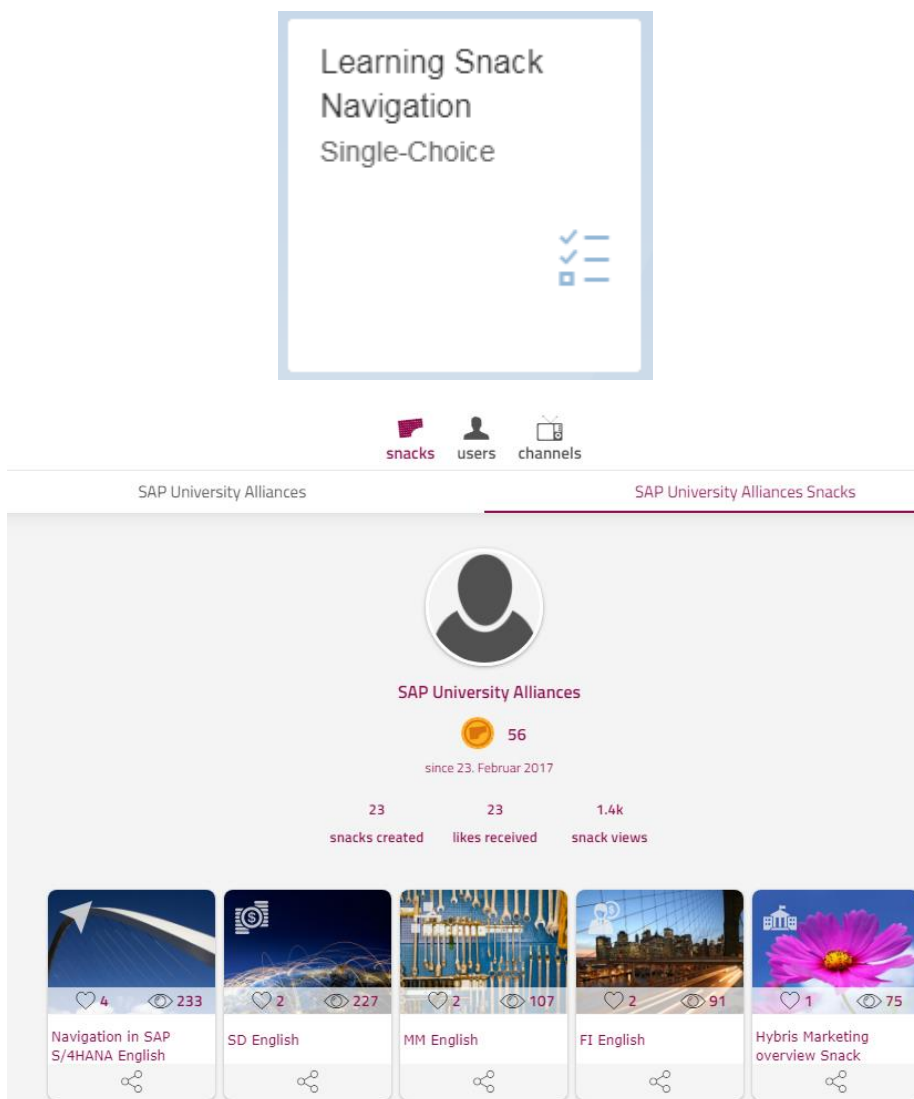 Learning Snack
Navigation
Single-Choice
snacks users channels
SAP University Alliances SAP University Alliances Snacks
SAP University Alliances
56
since 23. Februar 2017
23 23 1.4k
snacks created likes received snack views
4 233 2 227 2 107 2 91 1 75
Navigation in SAP
S/4HANA English
SD English
MM English
FI English
Hybris Marketing
overview Snack